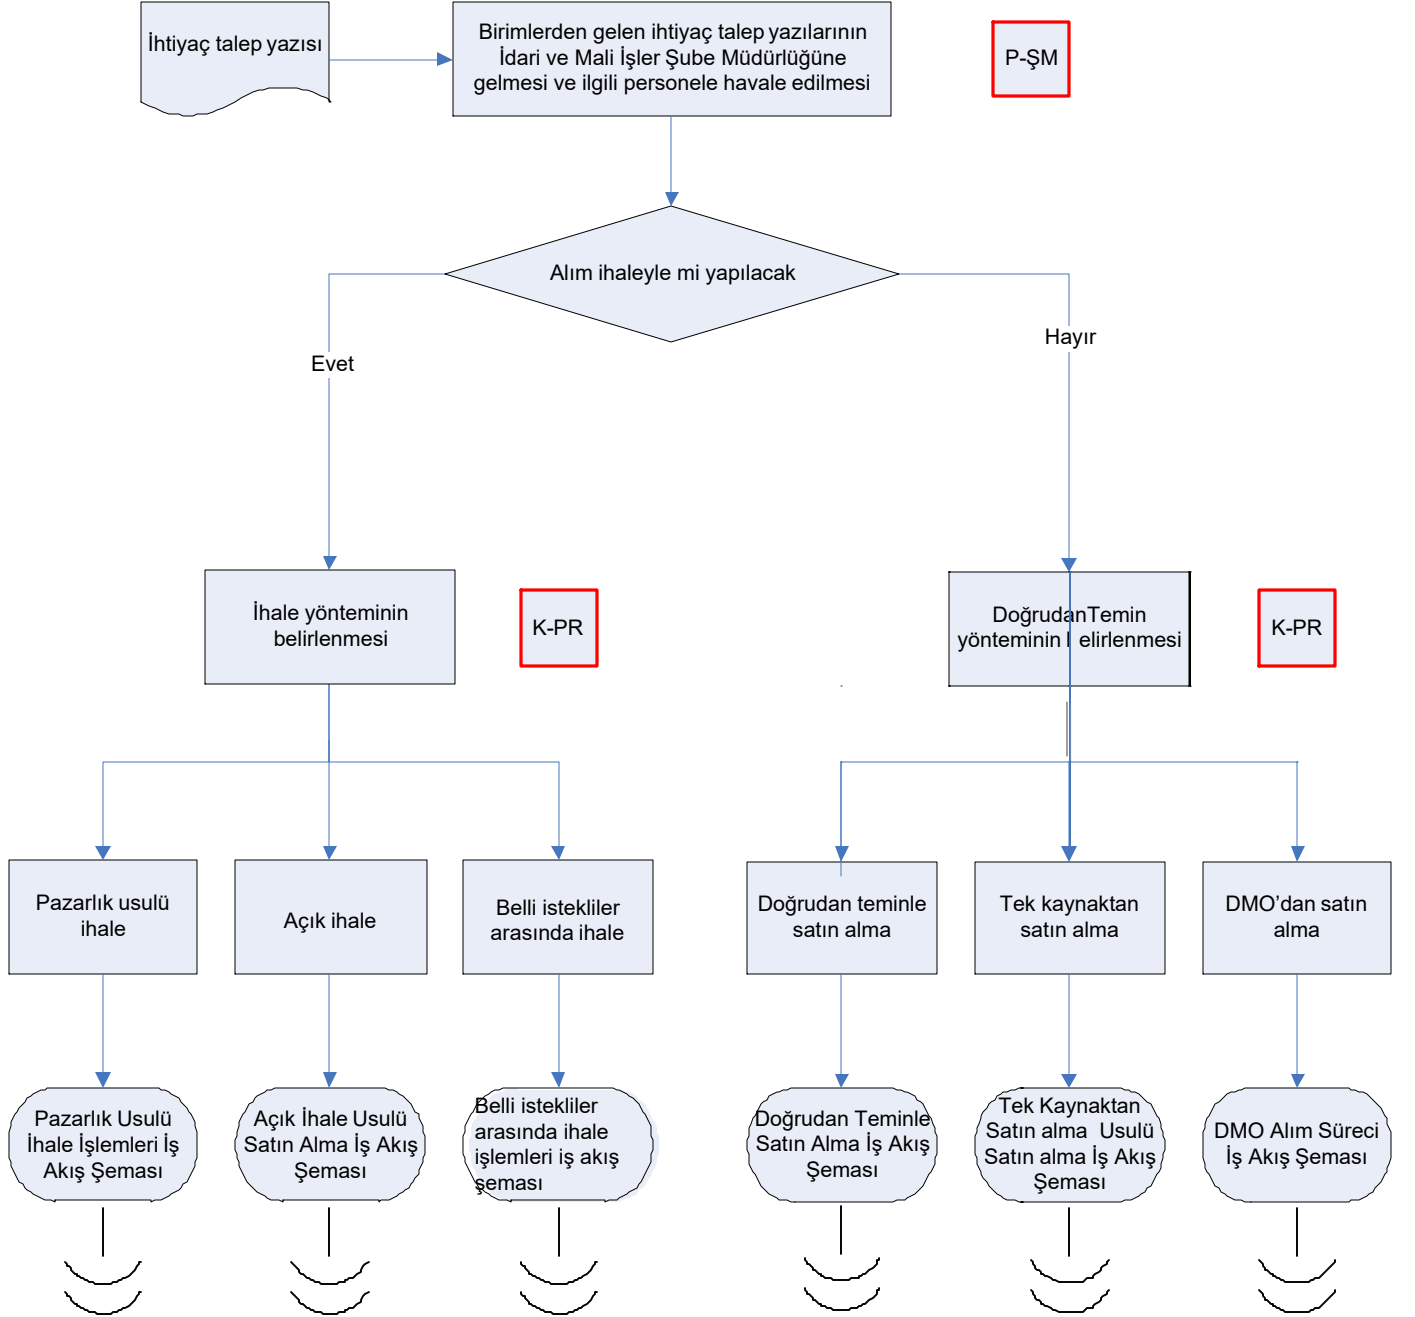 İhtiyaç talep yazısı
Birimlerden gelen ihtiyaç talep yazılarının
İdari ve Mali İşler Şube Müdürlüğüne
gelmesi ve ilgili personele havale edilmesi
P-ŞM
Alım ihaleyle mi yapılacak
Evet
Hayır
İhale yönteminin
belirlenmesi
K-PR
DoğrudanTemin
yönteminin belirlenmesi
K-PR
Pazarlık usulü
ihale
Açık ihale
Belli istekliler
arasında ihale
Doğrudan teminle
satın alma
Tek kaynaktan
satın alma
DMO’dan satın
alma
Pazarlık Usulü
İhale İşlemleri İş
Akış Şeması
Açık İhale Usulü
Satın Alma İş Akış
Şeması
Belli istekliler
arasında ihale
işlemleri iş akış
şeması
Doğrudan Teminle
Satın Alma İş Akış
Şeması
Tek Kaynaktan
Satın alma  Usulü
Satın alma İş Akış
Şeması
DMO Alım Süreci
İş Akış Şeması